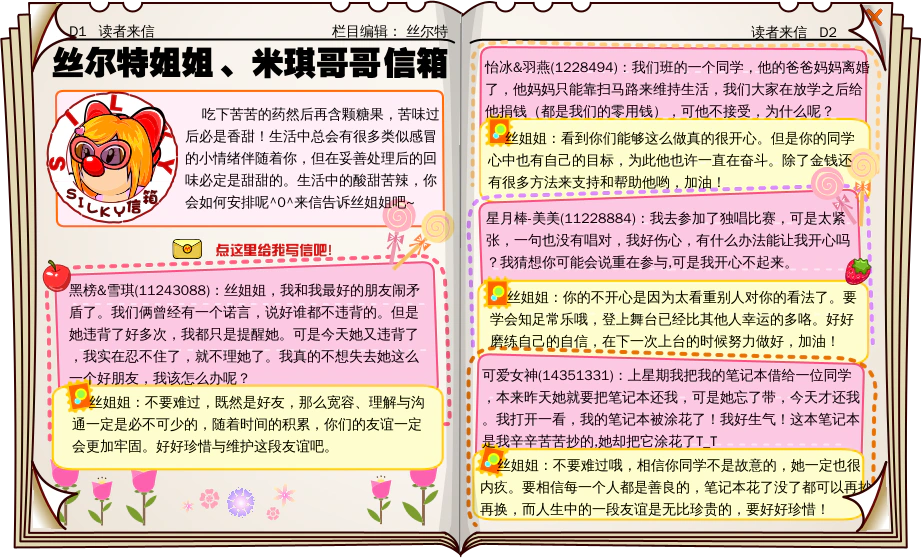 D1 读者来信
栏目编辑： 丝尔特
丝尔特姐姐、米琪哥哥信箱
SILKY
SILKY信箱
吃下苦苦的药然后再含颗糖果，苦味过
后必是香甜！生活中总会有很多类似感冒
的小情绪伴随着你，但在妥善处理后的回
味必定是甜甜的。生活中的酸甜苦辣，你
会如何安排呢^0^来信告诉丝姐姐吧~
点这里给我写信吧!
黑榜&雪琪(11243088)：丝姐姐，我和我最好的朋友闹矛
盾了。我们俩曾经有一个诺言，说好谁都不违背的。但是
她违背了好多次，我都只是提醒她。可是今天她又违背了
，我实在忍不住了，就不理她了。我真的不想失去她这么
一个好朋友，我该怎么办呢？
丝姐姐：不要难过，既然是好友，那么宽容、理解与沟
通一定是必不可少的，随着时间的积累，你们的友谊一定
会更加牢固。好好珍惜与维护这段友谊吧。
读者来信 D2
怡冰&羽燕(1228494)：我们班的一个同学，他的爸爸妈妈离婚
了，他妈妈只能靠扫马路来维持生活，我们大家在放学之后给
他捐钱（都是我们的零用钱），可他不接受，为什么呢？
丝姐姐：看到你们能够这么做真的很开心。但是你的同学
心中也有自己的目标，为此他也许一直在奋斗。除了金钱还
有很多方法来支持和帮助他哟，加油！
星月棒-美美(11228884)：我去参加了独唱比赛，可是太紧
张，一句也没有唱对，我好伤心，有什么办法能让我开心吗
？我猜想你可能会说重在参与,可是我开心不起来。
丝姐姐：你的不开心是因为太看重别人对你的看法了。要
学会知足常乐哦，登上舞台已经比其他人幸运的多咯。好好
磨练自己的自信，在下一次上台的时候努力做好，加油！
可爱女神(14351331)：上星期我把我的笔记本借给一位同学
，本来昨天她就要把笔记本还我，可是她忘了带，今天才还我
。我打开一看，我的笔记本被涂花了！我好生气！这本笔记本
是我辛辛苦苦抄的,她却把它涂花了T_T
丝姐姐：不要难过哦，相信你同学不是故意的，她一定也很
内疚。要相信每一个人都是善良的，笔记本花了没了都可以再抄
再换，而人生中的一段友谊是无比珍贵的，要好好珍惜！